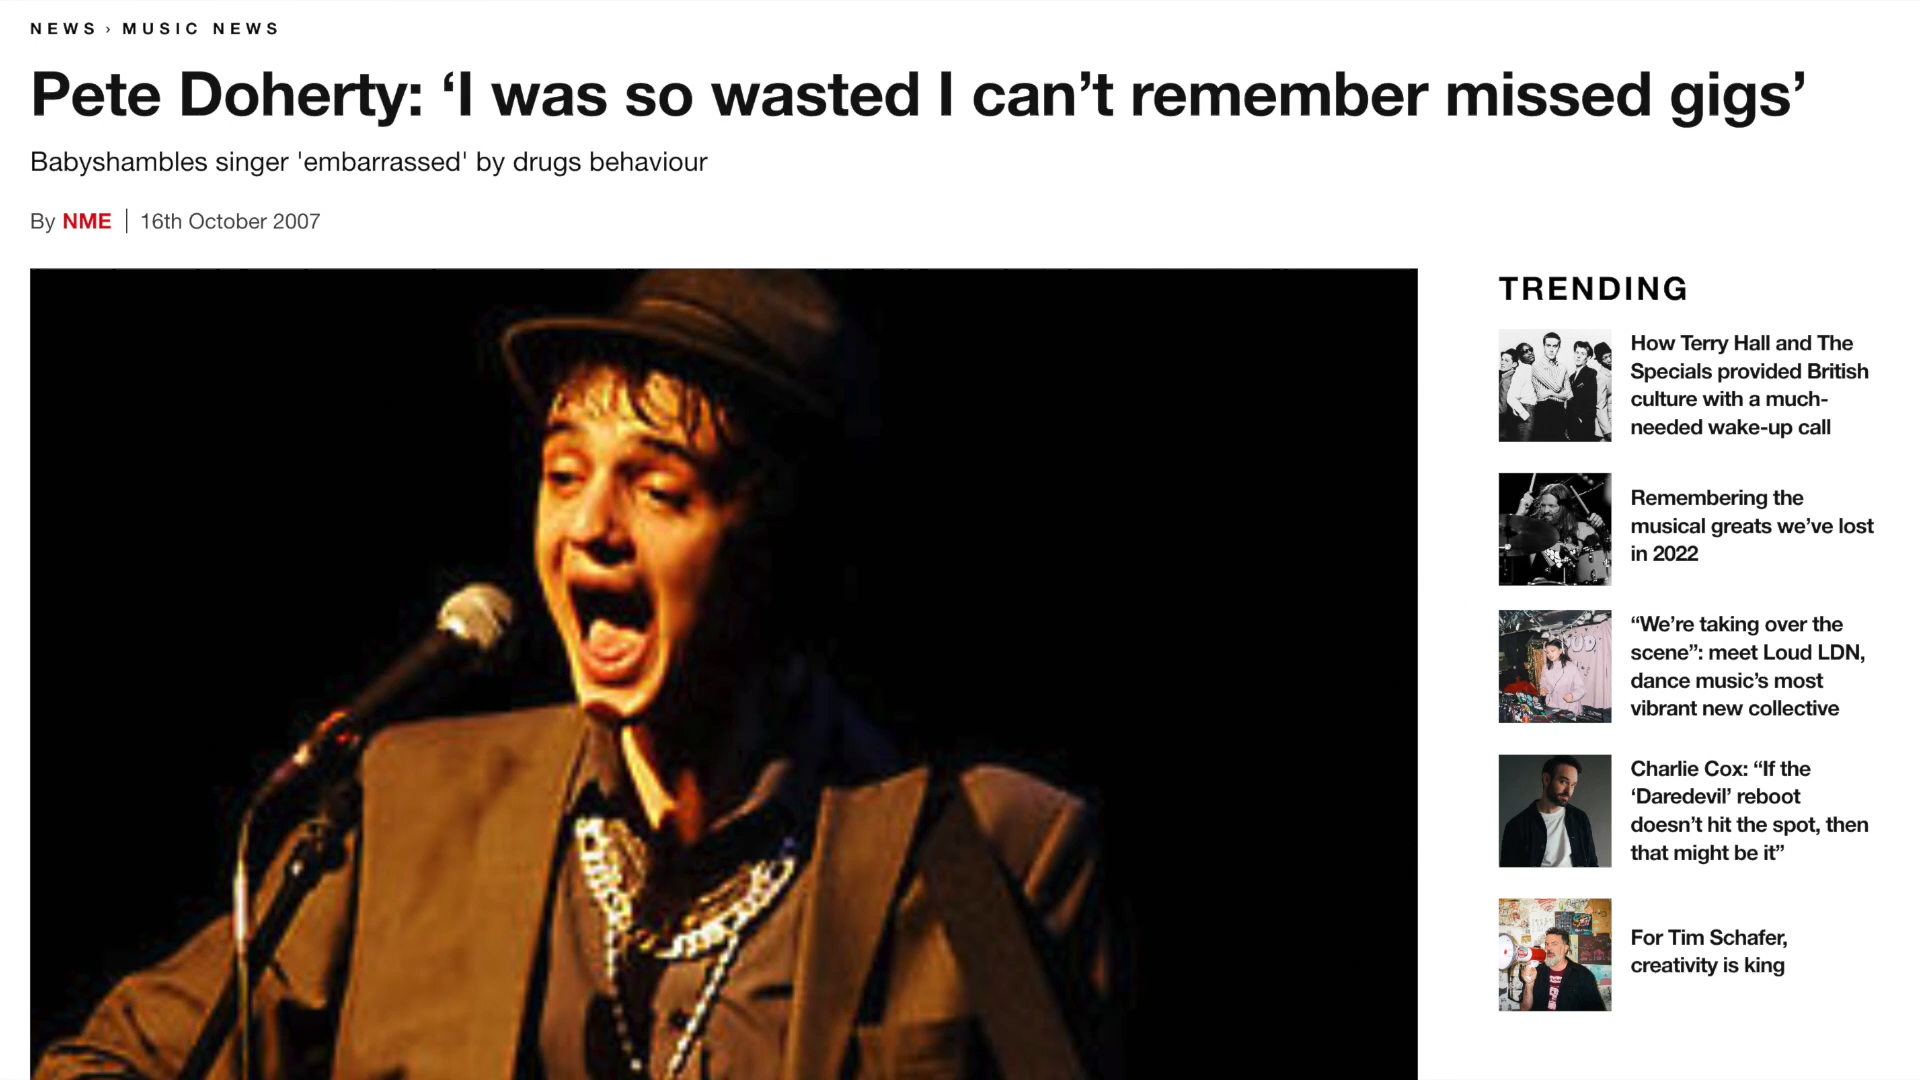 NEWS › MUSIC NEWS
Pete Doherty: ‘I was so wasted I can’t remember missed gigs’
Babyshambles singer 'embarrassed' by drugs behaviour
By NME | 16th October 2007
TRENDING
How Terry Hall and The
Specials provided British
culture with a much-
needed wake-up call
Remembering the
musical greats we’ve lost
in 2022
“We’re taking over the
scene”: meet Loud LDN,
dance music’s most
vibrant new collective
Charlie Cox: “If the
‘Daredevil’ reboot
doesn’t hit the spot, then
that might be it”
For Tim Schafer,
creativity is king